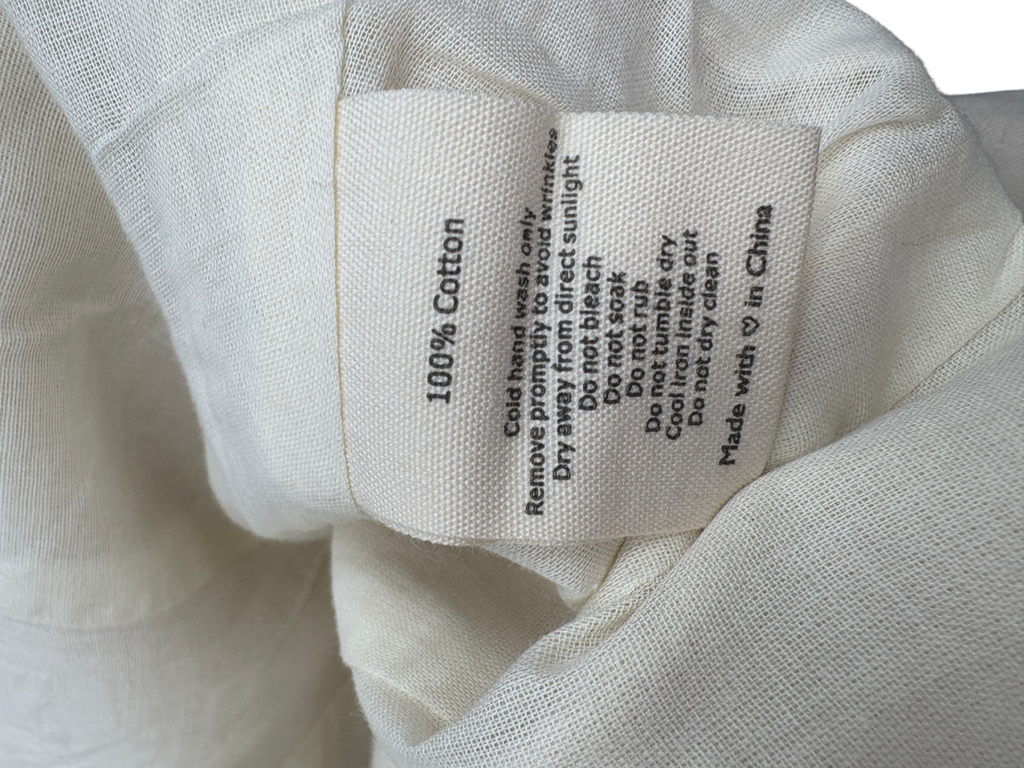 100% Cotton
Cold hand wash only
Remove promptly to avoid wrinkles
Dry away from direct sunlight
Do not bleach
Do not soak
Do not rub
Do not tumble dry
Cool iron inside out
Do not dry clean
Made with ♡ in China